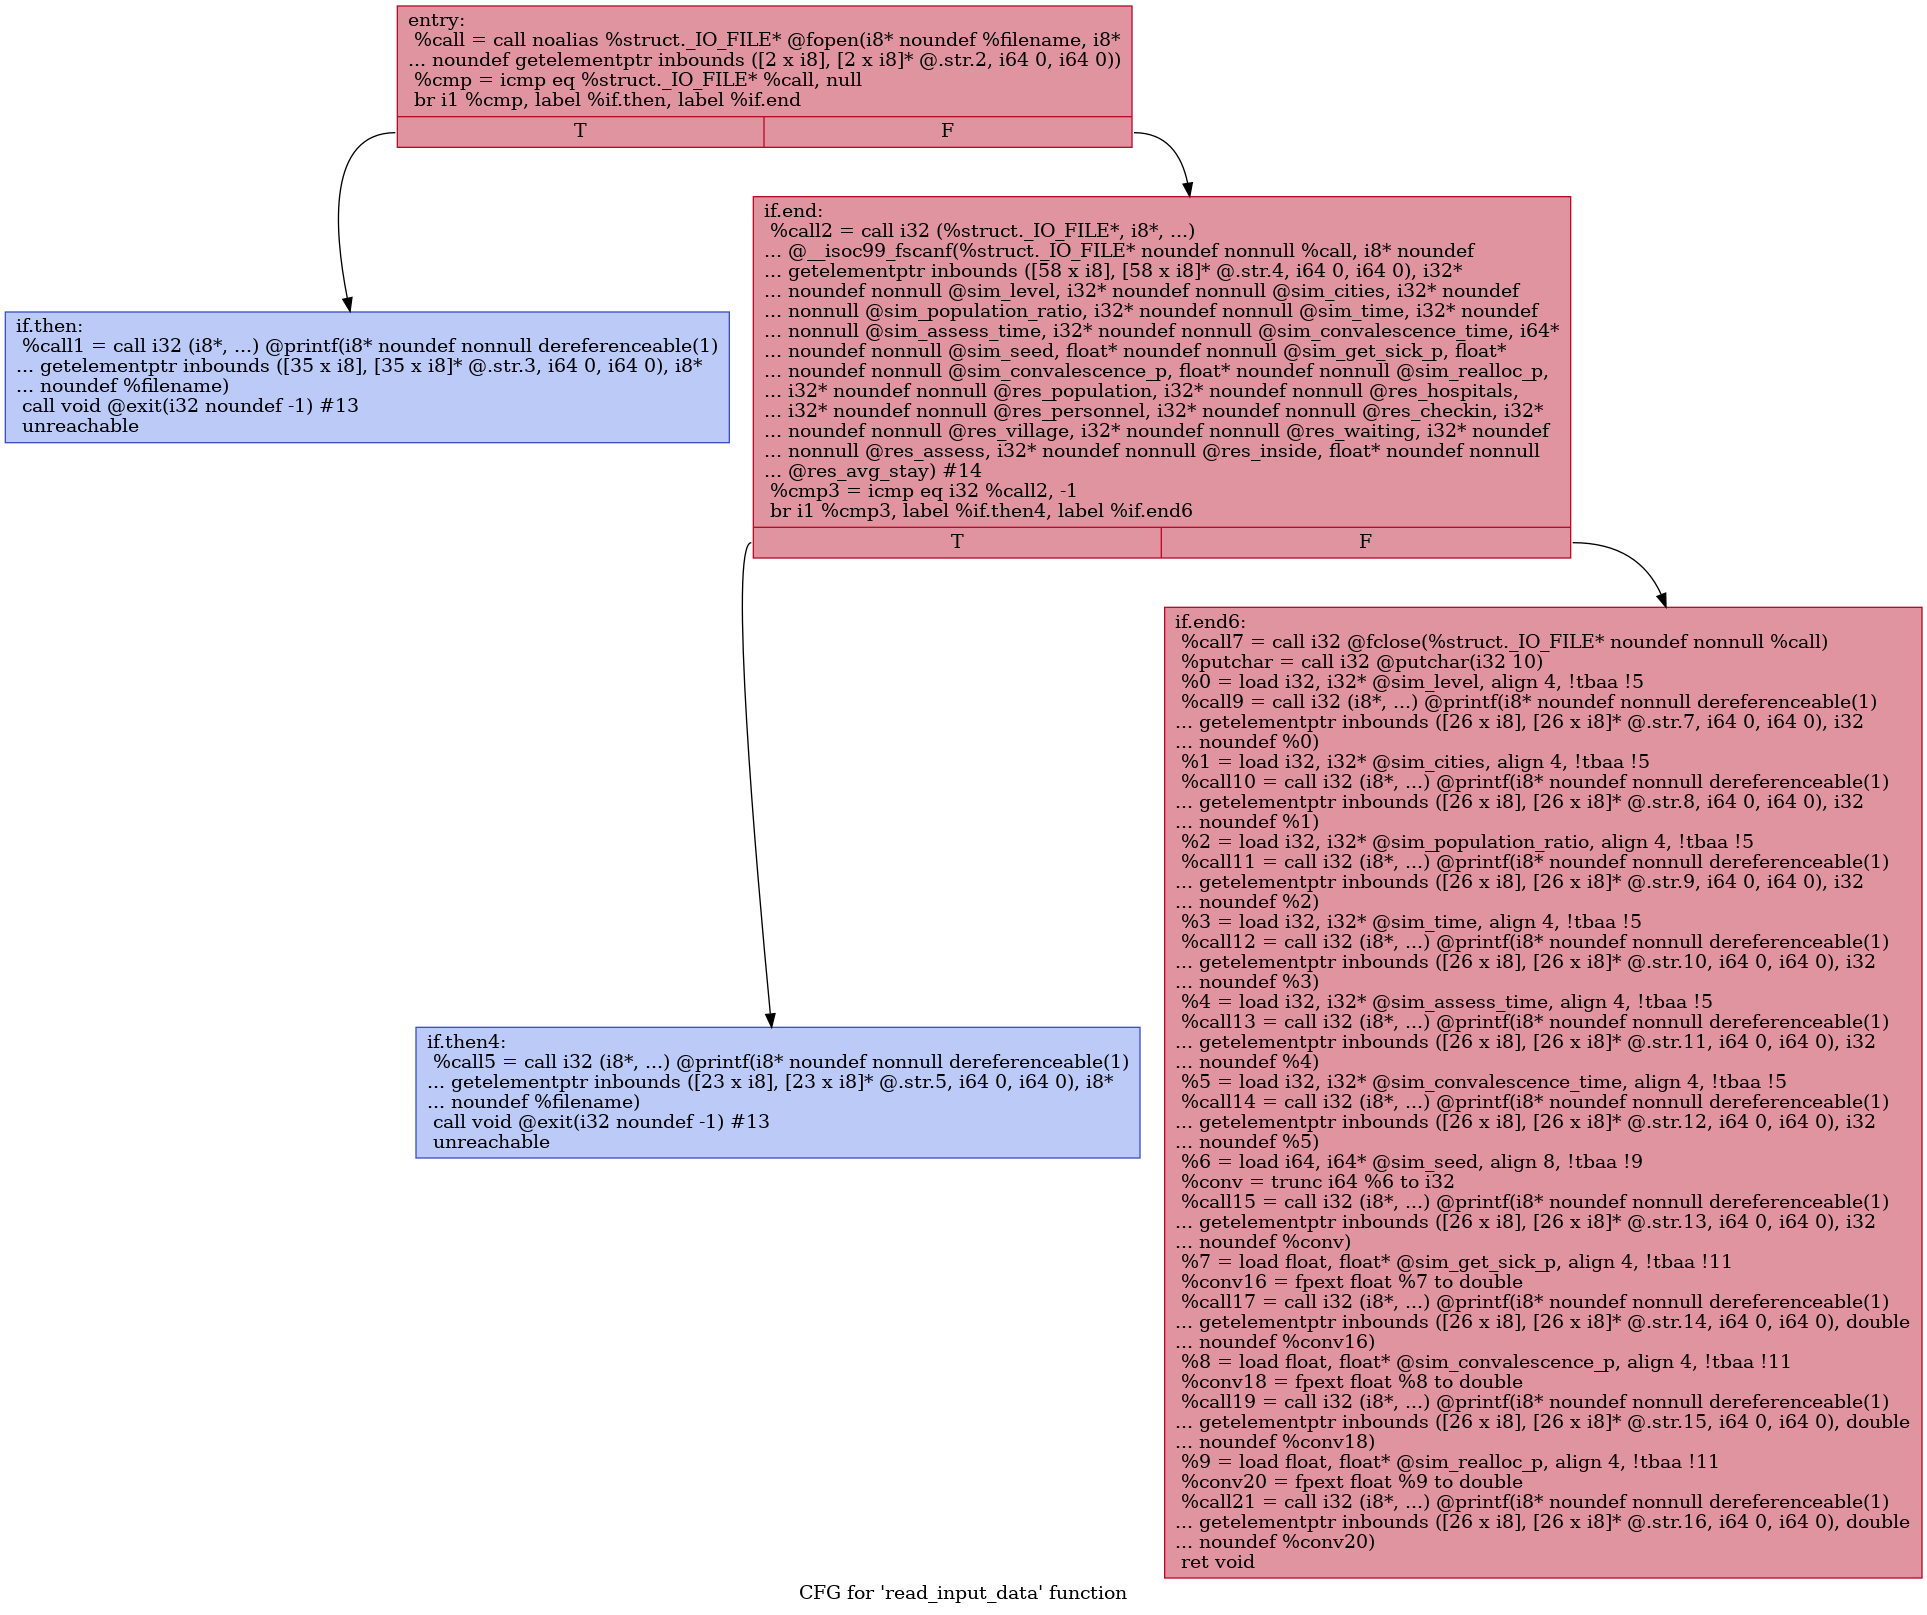 entry:
%call = call noalias %struct._IO_FILE* @fopen(i8* noundef %filename, i8*
... noundef getelementptr inbounds ([2 x i8], [2 x i8]* @.str.2, i64 0, i64 0))
%cmp = icmp eq %struct._IO_FILE* %call, null
br i1 %cmp, label %if.then, label %if.end
T F
if.end:
%call2 = call i32 (%struct._IO_FILE*, i8*, ...)
... @__isoc99_fscanf(%struct._IO_FILE* noundef nonnull %call, i8* noundef
... getelementptr inbounds ([58 x i8], [58 x i8]* @.str.4, i64 0, i64 0), i32*
... noundef nonnull @sim_level, i32* noundef nonnull @sim_cities, i32* noundef
... nonnull @sim_population_ratio, i32* noundef nonnull @sim_time, i32* noundef
... nonnull @sim_assess_time, i32* noundef nonnull @sim_convalescence_time, i64*
... noundef nonnull @sim_seed, float* noundef nonnull @sim_get_sick_p, float*
... noundef nonnull @sim_convalescence_p, float* noundef nonnull @sim_realloc_p,
... i32* noundef nonnull @res_population, i32* noundef nonnull @res_hospitals,
... i32* noundef nonnull @res_personnel, i32* noundef nonnull @res_checkin, i32*
... noundef nonnull @res_village, i32* noundef nonnull @res_waiting, i32* noundef
... nonnull @res_assess, i32* noundef nonnull @res_inside, float* noundef nonnull
... @res_avg_stay) #14
%cmp3 = icmp eq i32 %call2, -1
br i1 %cmp3, label %if.then4, label %if.end6
T F
if.then:
%call1 = call i32 (i8*, ...) @printf(i8* noundef nonnull dereferenceable(1)
... getelementptr inbounds ([35 x i8], [35 x i8]* @.str.3, i64 0, i64 0), i8*
... noundef %filename)
call void @exit(i32 noundef -1) #13
unreachable
if.end6:
%call7 = call i32 @fclose(%struct._IO_FILE* noundef nonnull %call)
%putchar = call i32 @putchar(i32 10)
%0 = load i32, i32* @sim_level, align 4, !tbaa !5
%call9 = call i32 (i8*, ...) @printf(i8* noundef nonnull dereferenceable(1)
... getelementptr inbounds ([26 x i8], [26 x i8]* @.str.7, i64 0, i64 0), i32
... noundef %0)
%1 = load i32, i32* @sim_cities, align 4, !tbaa !5
%call10 = call i32 (i8*, ...) @printf(i8* noundef nonnull dereferenceable(1)
... getelementptr inbounds ([26 x i8], [26 x i8]* @.str.8, i64 0, i64 0), i32
... noundef %1)
%2 = load i32, i32* @sim_population_ratio, align 4, !tbaa !5
%call11 = call i32 (i8*, ...) @printf(i8* noundef nonnull dereferenceable(1)
... getelementptr inbounds ([26 x i8], [26 x i8]* @.str.9, i64 0, i64 0), i32
... noundef %2)
%3 = load i32, i32* @sim_time, align 4, !tbaa !5
%call12 = call i32 (i8*, ...) @printf(i8* noundef nonnull dereferenceable(1)
... getelementptr inbounds ([26 x i8], [26 x i8]* @.str.10, i64 0, i64 0), i32
... noundef %3)
%4 = load i32, i32* @sim_assess_time, align 4, !tbaa !5
%call13 = call i32 (i8*, ...) @printf(i8* noundef nonnull dereferenceable(1)
... getelementptr inbounds ([26 x i8], [26 x i8]* @.str.11, i64 0, i64 0), i32
... noundef %4)
%5 = load i32, i32* @sim_convalescence_time, align 4, !tbaa !5
%call14 = call i32 (i8*, ...) @printf(i8* noundef nonnull dereferenceable(1)
... getelementptr inbounds ([26 x i8], [26 x i8]* @.str.12, i64 0, i64 0), i32
... noundef %5)
%6 = load i64, i64* @sim_seed, align 8, !tbaa !9
%conv = trunc i64 %6 to i32
%call15 = call i32 (i8*, ...) @printf(i8* noundef nonnull dereferenceable(1)
... getelementptr inbounds ([26 x i8], [26 x i8]* @.str.13, i64 0, i64 0), i32
... noundef %conv)
%7 = load float, float* @sim_get_sick_p, align 4, !tbaa !11
%conv16 = fpext float %7 to double
%call17 = call i32 (i8*, ...) @printf(i8* noundef nonnull dereferenceable(1)
... getelementptr inbounds ([26 x i8], [26 x i8]* @.str.14, i64 0, i64 0), double
... noundef %conv16)
%8 = load float, float* @sim_convalescence_p, align 4, !tbaa !11
%conv18 = fpext float %8 to double
%call19 = call i32 (i8*, ...) @printf(i8* noundef nonnull dereferenceable(1)
... getelementptr inbounds ([26 x i8], [26 x i8]* @.str.15, i64 0, i64 0), double
... noundef %conv18)
%9 = load float, float* @sim_realloc_p, align 4, !tbaa !11
%conv20 = fpext float %9 to double
%call21 = call i32 (i8*, ...) @printf(i8* noundef nonnull dereferenceable(1)
... getelementptr inbounds ([26 x i8], [26 x i8]* @.str.16, i64 0, i64 0), double
... noundef %conv20)
ret void
if.then4:
%call5 = call i32 (i8*, ...) @printf(i8* noundef nonnull dereferenceable(1)
... getelementptr inbounds ([23 x i8], [23 x i8]* @.str.5, i64 0, i64 0), i8*
... noundef %filename)
call void @exit(i32 noundef -1) #13
unreachable
CFG for 'read_input_data' function